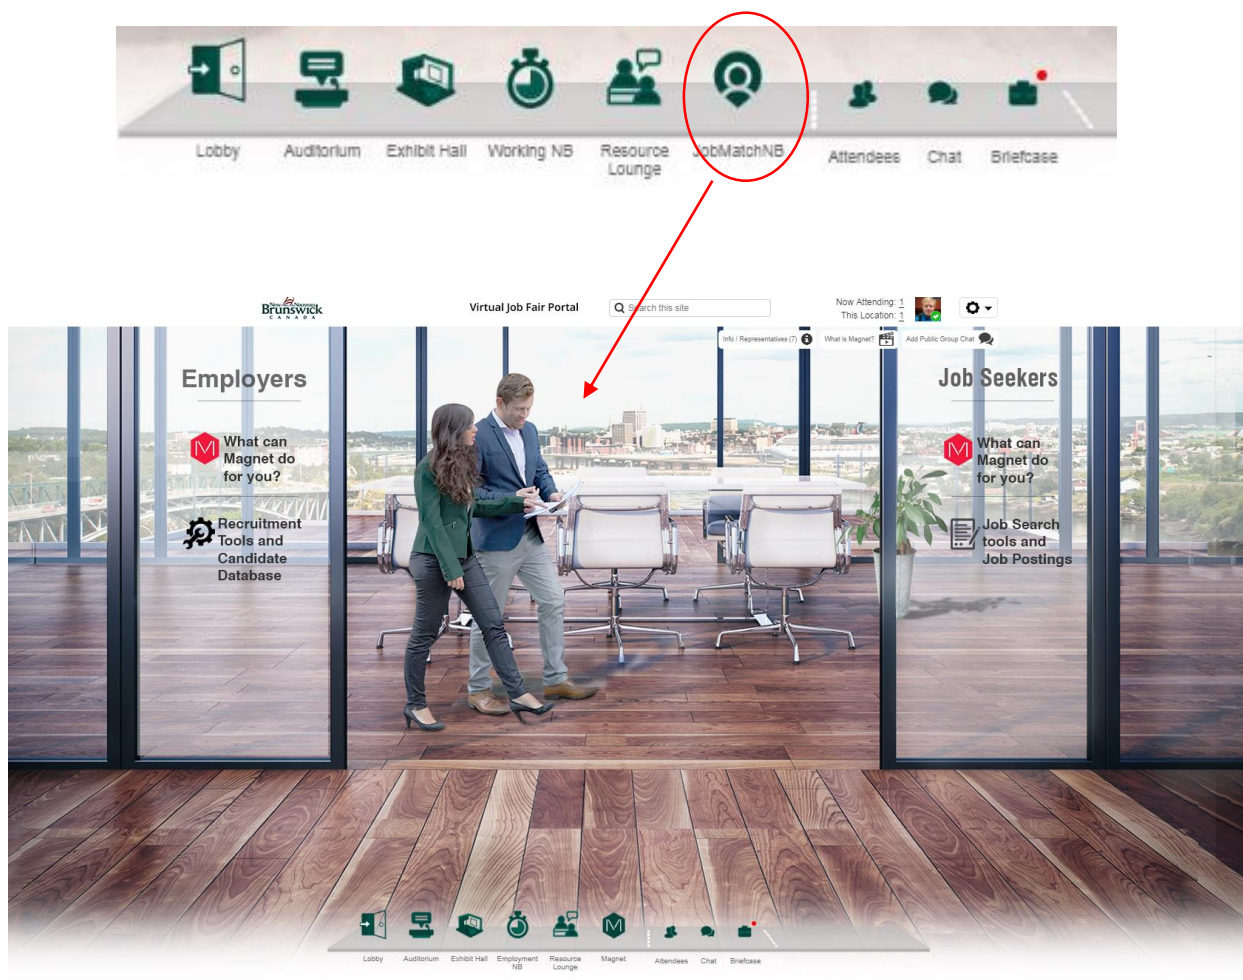 Lobby
Auditorium
Exhibit Hall
Working NB
Resource
Lounge
JobMatchNB
Attendees
Chat
Briefcase
New Nouveau
Brunswick
CANADA
Virtual Job Fair Portal
Search this site
Now Attending: 1
This Location: 1
Info / Representatives (7)
What is Magnet?
Add Public Group Chat
Employers
What can
Magnet do
for you?
Recruitment
Tools and
Candidate
Database
Job Seekers
What can
Magnet do
for you?
Job Search
tools and
Job Postings
Lobby
Auditorium
Exhibit Hall
Employment
NB
Resource
Lounge
Magnet
Attendees
Chat
Briefcase